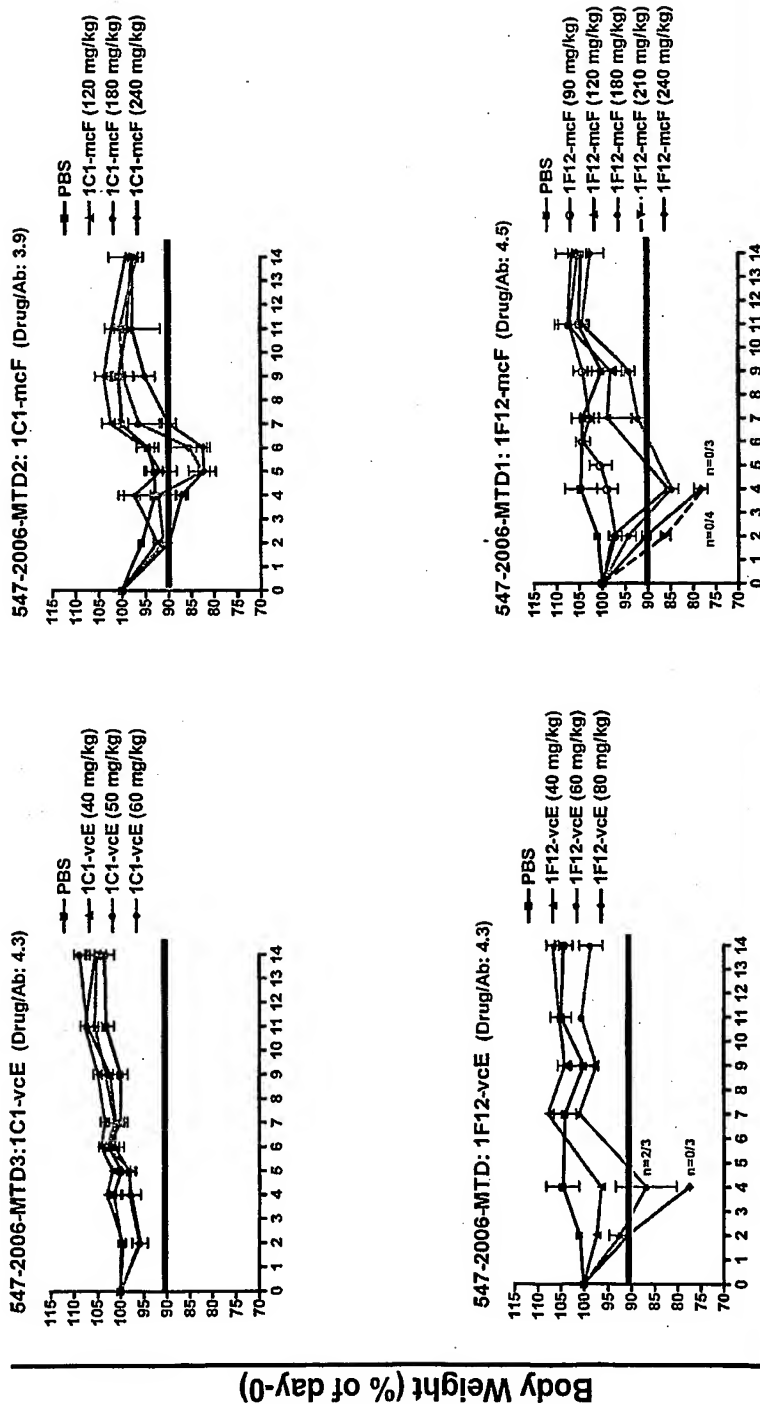 Body Weight (% of day-0)
547-2006-MTD3:1C1-vcE (Drug/Ab: 4.3)
PBS
1C1-vcE (40 mg/kg)
1C1-vcE (50 mg/kg)
1C1-vcE (60 mg/kg)
115
110
105
100
95
90
85
80
75
70
0 1 2 3 4 5 6 7 8 9 10 11 12 13 14
547-2006-MTD2: 1C1-mcF (Drug/Ab: 3.9)
PBS
1C1-mcF (120 mg/kg)
1C1-mcF (180 mg/kg)
1C1-mcF (240 mg/kg)
115
110
105
100
95
90
85
80
75
70
0 1 2 3 4 5 6 7 8 9 10 11 12 13 14
547-2006-MTD: 1F12-vcE (Drug/Ab: 4.3)
PBS
1F12-vcE (40 mg/kg)
1F12-vcE (60 mg/kg)
1F12-vcE (80 mg/kg)
115
110
105
100
95
90
85
80
75
70
n=2/3
n=0/3
0 1 2 3 4 5 6 7 8 9 10 11 12 13 14
547-2006-MTD1: 1F12-mcF (Drug/Ab: 4.5)
PBS
1F12-mcF (90 mg/kg)
1F12-mcF (120 mg/kg)
1F12-mcF (180 mg/kg)
1F12-mcF (210 mg/kg)
1F12-mcF (240 mg/kg)
115
110
105
100
95
90
85
80
75
70
n=0/4
n=0/3
0 1 2 3 4 5 6 7 8 9 10 11 12 13 14